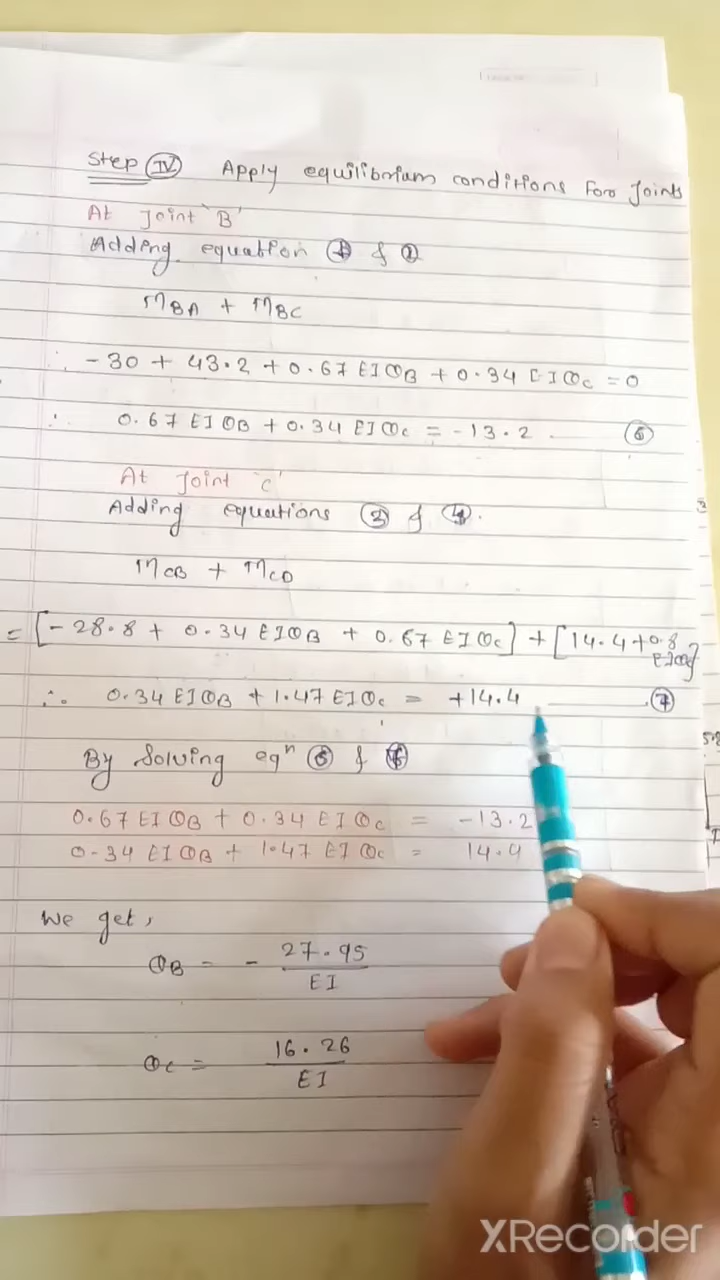 Step IV Apply equilibrium conditions For Joints
At Joint 'B'
Adding equation & ①
MBA + MBC
∴ -30 + 43.2 + 0.67 EIθB + 0.34 EIθC = 0
∴ 0.67 EIθB + 0.34 EIθC = -13.2 ⑥
At Joint 'C'
Adding equations ③ & ④.
MCB + MCD
= [-28.8 + 0.34 EIθB + 0.67 EIθC] + [14.4 + 0.8 EIθC]
∴ 0.34 EIθB + 1.47 EIθC = +14.4 ⑦
By Solving eqn ⑥ &
0.67 EIθB + 0.34 EIθC = -13.2
0.34 EIθB + 1.47 EIθC = 14.4
We get,
θB = - 27.95 / EI
θC = 16.26 / EI
XRecorder